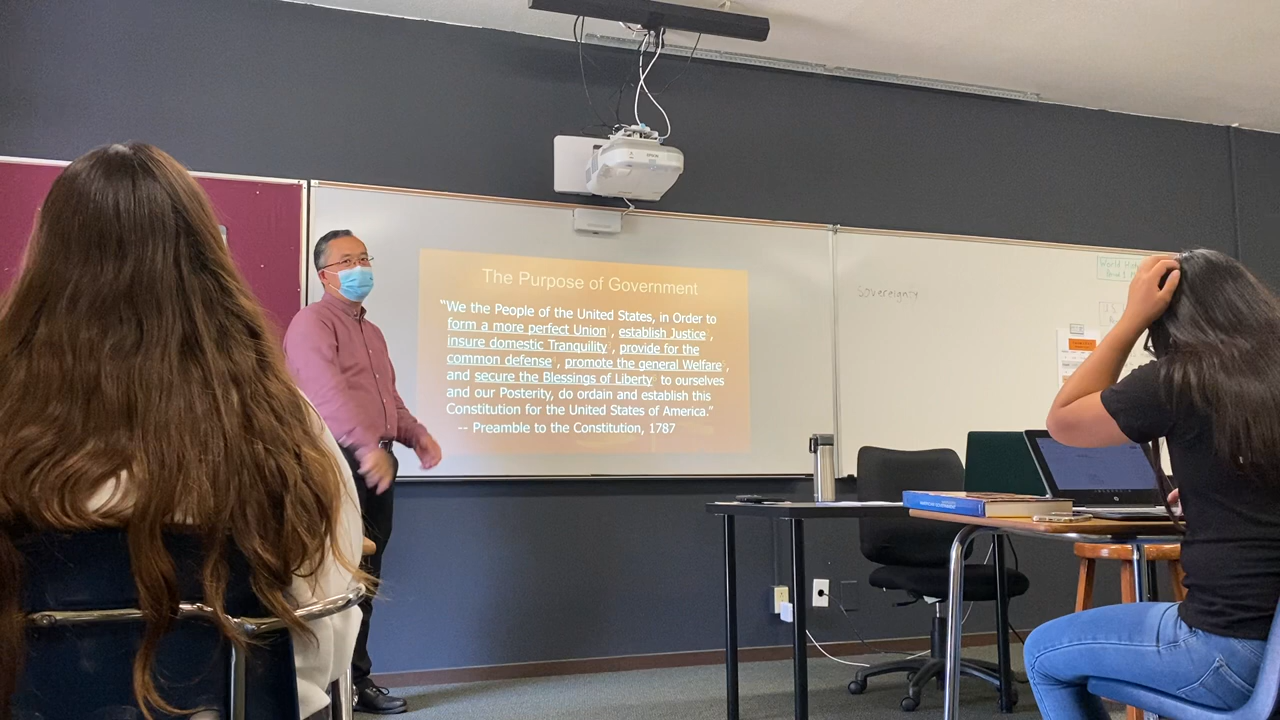 EPSON
The Purpose of Government
“We the People of the United States, in Order to
form a more perfect Union , establish Justice ,
insure domestic Tranquility , provide for the
common defense , promote the general Welfare ,
and secure the Blessings of Liberty to ourselves
and our Posterity, do ordain and establish this
Constitution for the United States of America.”
-- Preamble to the Constitution, 1787
Sovereignty
World